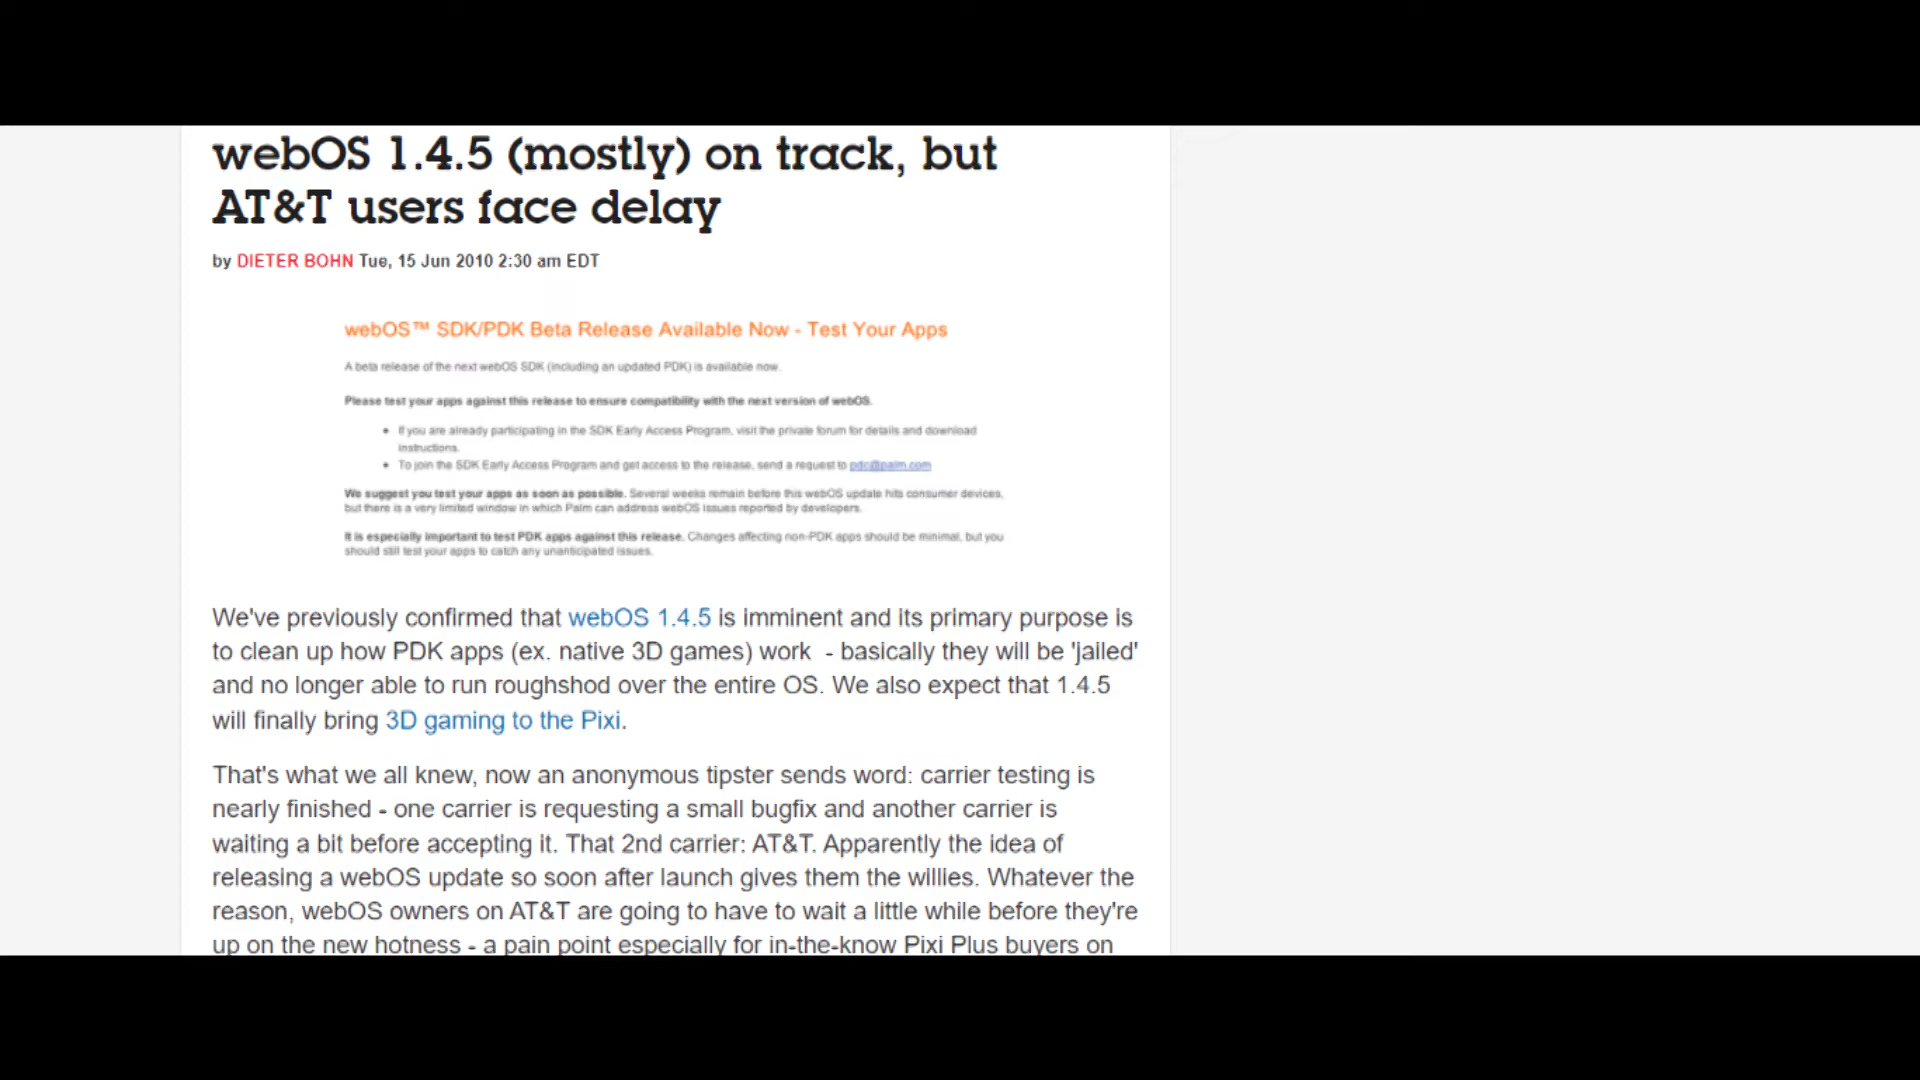 webOS 1.4.5 (mostly) on track, but
AT&T users face delay
by DIETER BOHN Tue, 15 Jun 2010 2:30 am EDT
webOS™ SDK/PDK Beta Release Available Now - Test Your Apps
A beta release of the next webOS SDK (including an updated PDK) is available now.
Please test your apps against this release to ensure compatibility with the next version of webOS.
• If you are already participating in the SDK Early Access Program, visit the private forum for details and download
instructions.
• To join the SDK Early Access Program and get access to the release, send a request to pdc@palm.com
We suggest you test your apps as soon as possible. Several weeks remain before this webOS update hits consumer devices,
but there is a very limited window in which Palm can address webOS issues reported by developers.
It is especially important to test PDK apps against this release. Changes affecting non-PDK apps should be minimal, but you
should still test your apps to catch any unanticipated issues.
We've previously confirmed that webOS 1.4.5 is imminent and its primary purpose is
to clean up how PDK apps (ex. native 3D games) work - basically they will be 'jailed'
and no longer able to run roughshod over the entire OS. We also expect that 1.4.5
will finally bring 3D gaming to the Pixi.
That's what we all knew, now an anonymous tipster sends word: carrier testing is
nearly finished - one carrier is requesting a small bugfix and another carrier is
waiting a bit before accepting it. That 2nd carrier: AT&T. Apparently the idea of
releasing a webOS update so soon after launch gives them the willies. Whatever the
reason, webOS owners on AT&T are going to have to wait a little while before they're
up on the new hotness - a pain point especially for in-the-know Pixi Plus buyers on